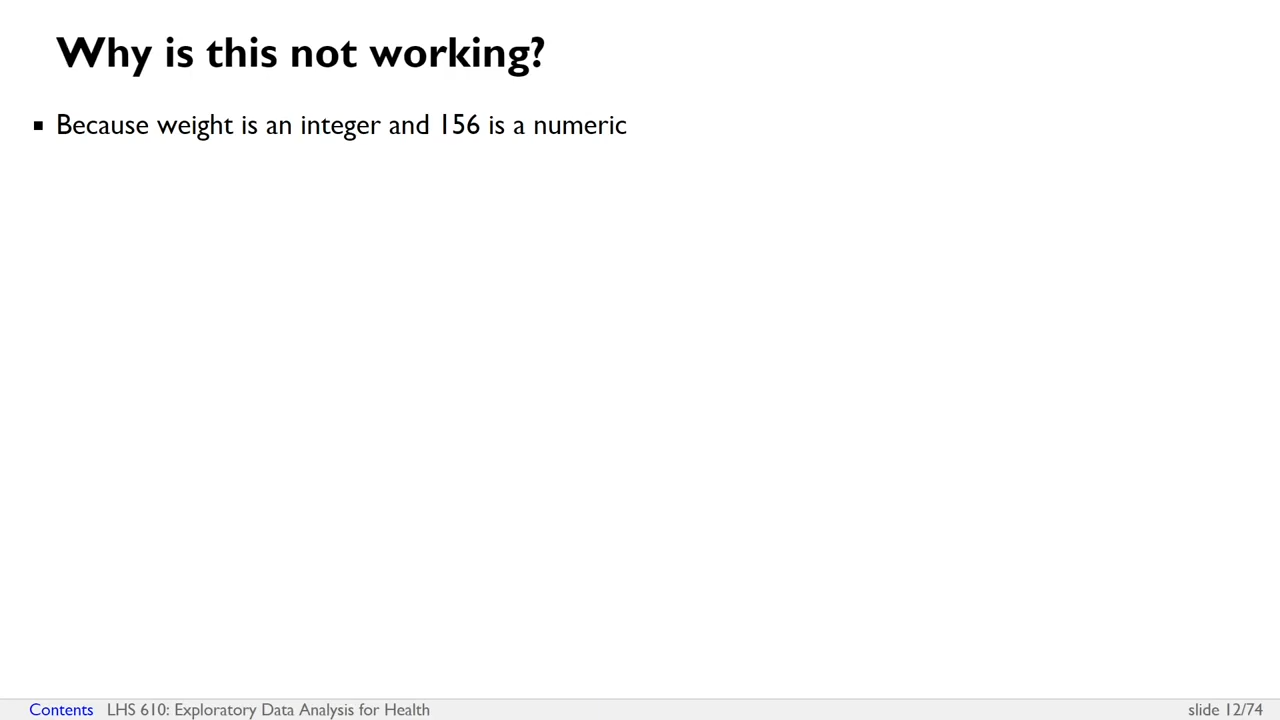 Why is this not working?
▪ Because weight is an integer and 156 is a numeric
Contents LHS 610: Exploratory Data Analysis for Health slide 12/74